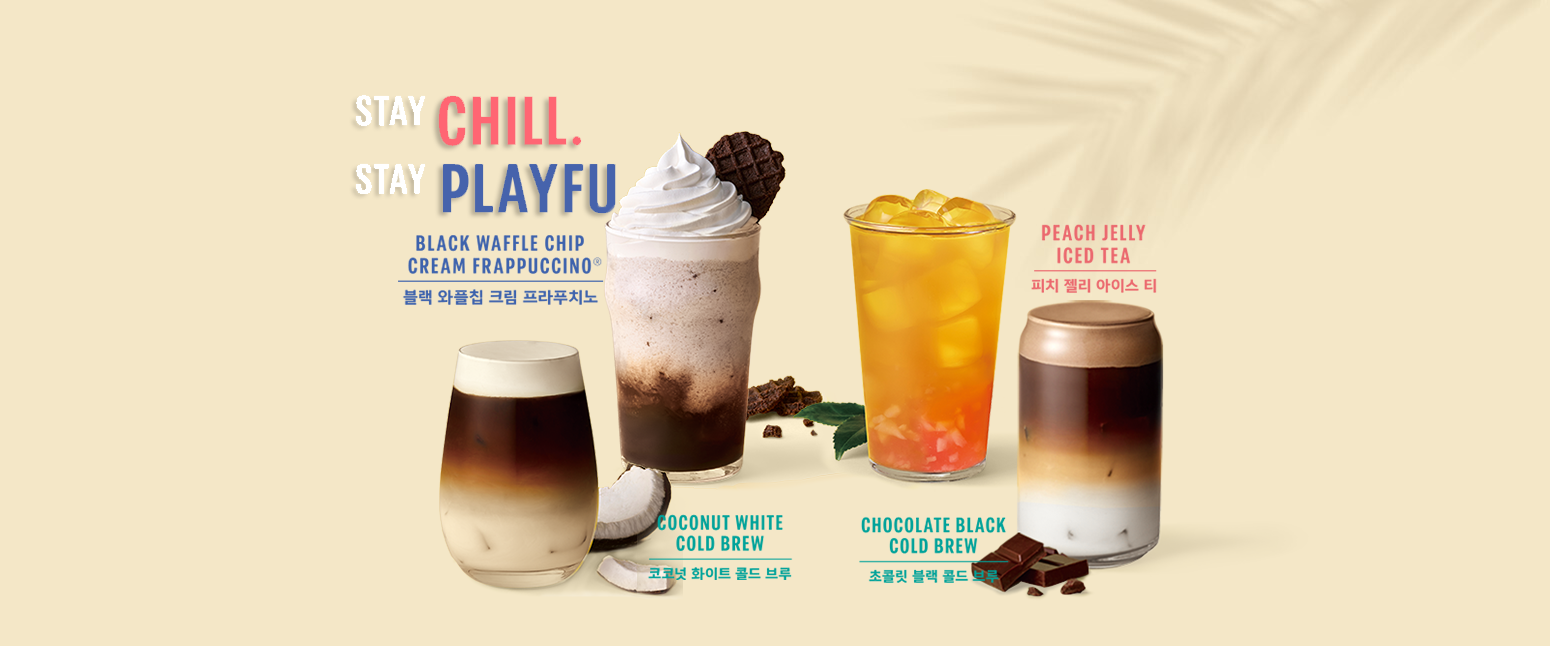 STAY CHILL.
STAY PLAYFU
BLACK WAFFLE CHIP
CREAM FRAPPUCCINO®
블랙 와플칩 크림 프라푸치노
PEACH JELLY
ICED TEA
피치 젤리 아이스 티
COCONUT WHITE
COLD BREW
코코넛 화이트 콜드 브루
CHOCOLATE BLACK
COLD BREW
초콜릿 블랙 콜드 브루